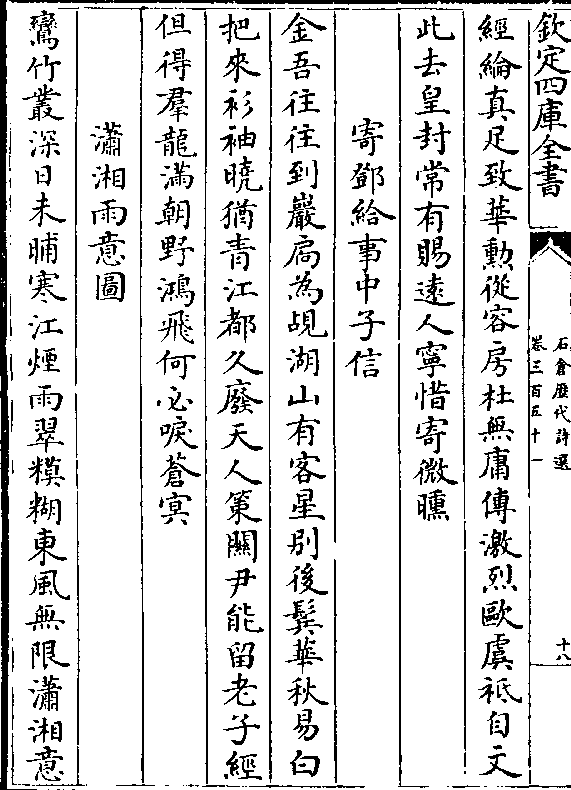 欽定四庫全書
石倉歴代詩選
卷三百五十一
十八
經綸真足致華勲從容房杜無庸傳激烈歐虞祇自文
此去皇封常有賜遠人寧惜寄微曛
寄鄧給事中子信
金吾往往到巖扃為覘湖山有客星别後鬂華秋易白
把來衫袖曉猶青江都久廢天人策關尹能留老子經
但得羣龍滿朝野鴻飛何必唳蒼冥
瀟湘雨意圖
鸞竹叢深日未晡寒江煙雨翠糢糊東風無限瀟湘意